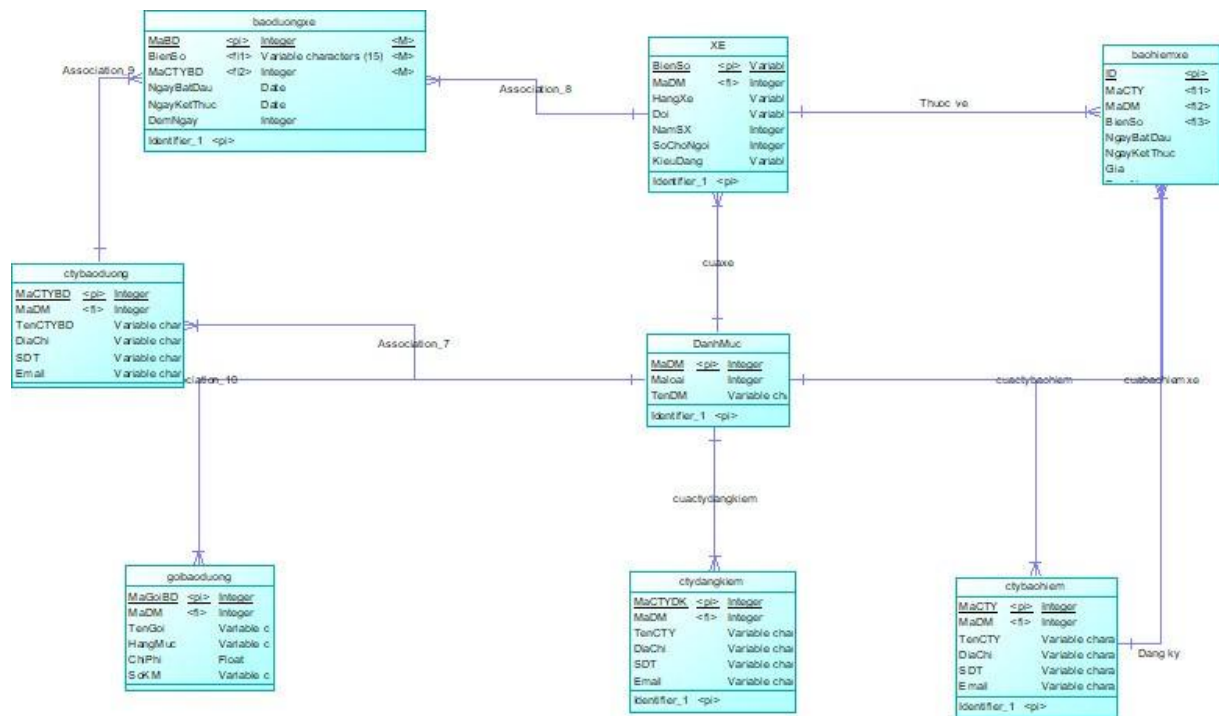 baoduongxe
MaBD <pi> Integer <M>
BienSo <fi1> Variable characters (15) <M>
MaCTYBD <fi2> Integer <M>
NgayBatDau Date
NgayKetThuc Date
DemNgay Integer
Identifier_1 <pi>
XE
BienSo <pi> Variabl
MaDM <fi> Integer
HangXe Variabl
Doi Variabl
NamSX Integer
SoChoNgoi Integer
KieuDang Variabl
Identifier_1 <pi>
baohiemxe
ID <pi>
MaCTY <fi1>
MaDM <fi2>
BienSo <fi3>
NgayBatDau
NgayKetThuc
Gia
Association_9
Association_8
Thuoc ve
ctybaoduong
MaCTYBD <pi> Integer
MaDM <fi> Integer
TenCTYBD Variable char
DiaChi Variable char
SDT Variable char
Email Variable char
cuaxe
Association_7
ociation_10
DanhMuc
MaDM <pi> Integer
Maloai Integer
TenDM Variable cha
Identifier_1 <pi>
cuactybaohiem
cuabaohiemxe
cuactydangkiem
goibaoduong
MaGoiBD <pi> Integer
MaDM <fi> Integer
TenGoi Variable c
HangMuc Variable c
ChiPhi Float
SoKM Variable c
ctydangkiem
MaCTYDK <pi> Integer
MaDM <fi> Integer
TenCTY Variable chara
DiaChi Variable chara
SDT Variable chara
Email Variable chara
Identifier_1 <pi>
ctybaohiem
MaCTY <pi> Integer
MaDM <fi> Integer
TenCTY Variable chara
DiaChi Variable chara
SDT Variable chara
Email Variable chara
Identifier_1 <pi>
Dang ky